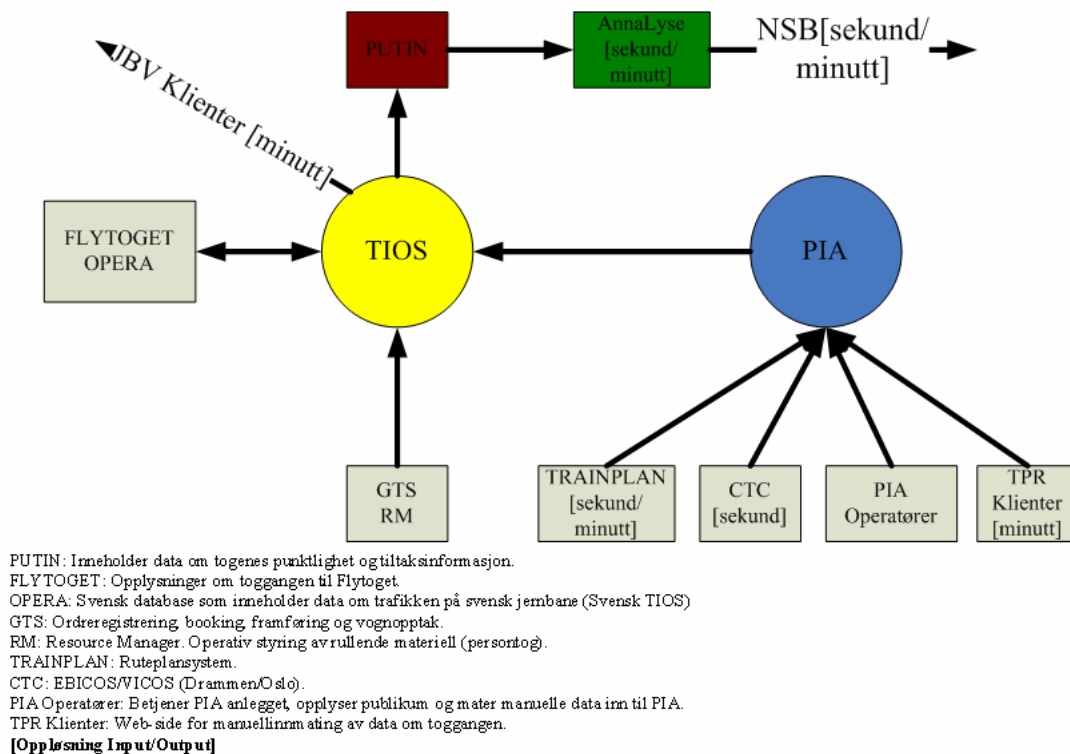 PUTIN
AnnaLyse
[sekund/
minutt]
NSB[sekund/
minutt]
JBV Klienter [minutt]
FLYTOGET
OPERA
TIOS
PIA
GTS
RM
TRAINPLAN
[sekund/
minutt]
CTC
[sekund]
PIA
Operatører
TPR
Klienter
[minutt]
PUTIN: Inneholder data om togenes punktlighet og tiltaksinformasjon.
FLYTOGET: Opplysninger om toggangen til Flytoget.
OPERA: Svensk database som inneholder data om trafikken på svensk jernbane (Svensk TIOS)
GTS: Ordreregistrering, booking, framføring og vognopptak.
RM: Resource Manager. Operativ styring av rullende materiell (persontog).
TRAINPLAN: Ruteplansystem.
CTC: EBICOS/VICOS (Drammen/Oslo).
PIA Operatører: Betjener PIA anlegget, opplyser publikum og mater manuelle data inn til PIA.
TPR Klienter: Web-side for manuellinnmating av data om toggangen.
[Oppløsning Input/Output]